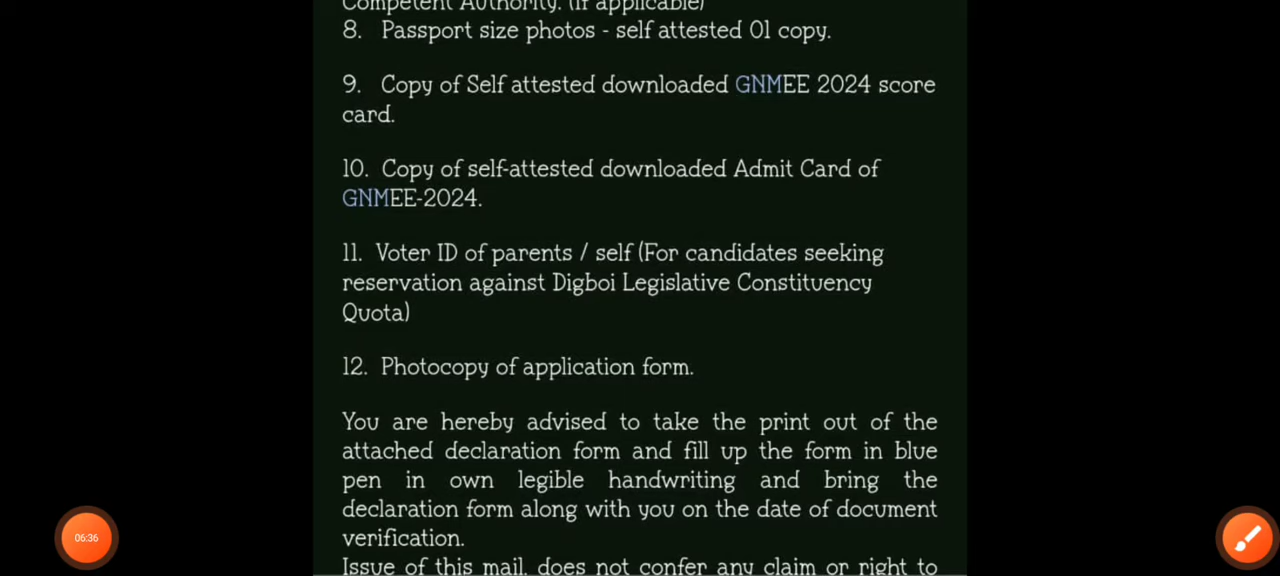 Competent Authority. (if applicable)
8. Passport size photos - self attested 01 copy.
9. Copy of Self attested downloaded GNMEE 2024 score
card.
10. Copy of self-attested downloaded Admit Card of
GNMEE-2024.
11. Voter ID of parents / self (For candidates seeking
reservation against Digboi Legislative Constituency
Quota)
12. Photocopy of application form.
You are hereby advised to take the print out of the
attached declaration form and fill up the form in blue
pen in own legible handwriting and bring the
declaration form along with you on the date of document
verification.
Issue of this mail, does not confer any claim or right to
06:36